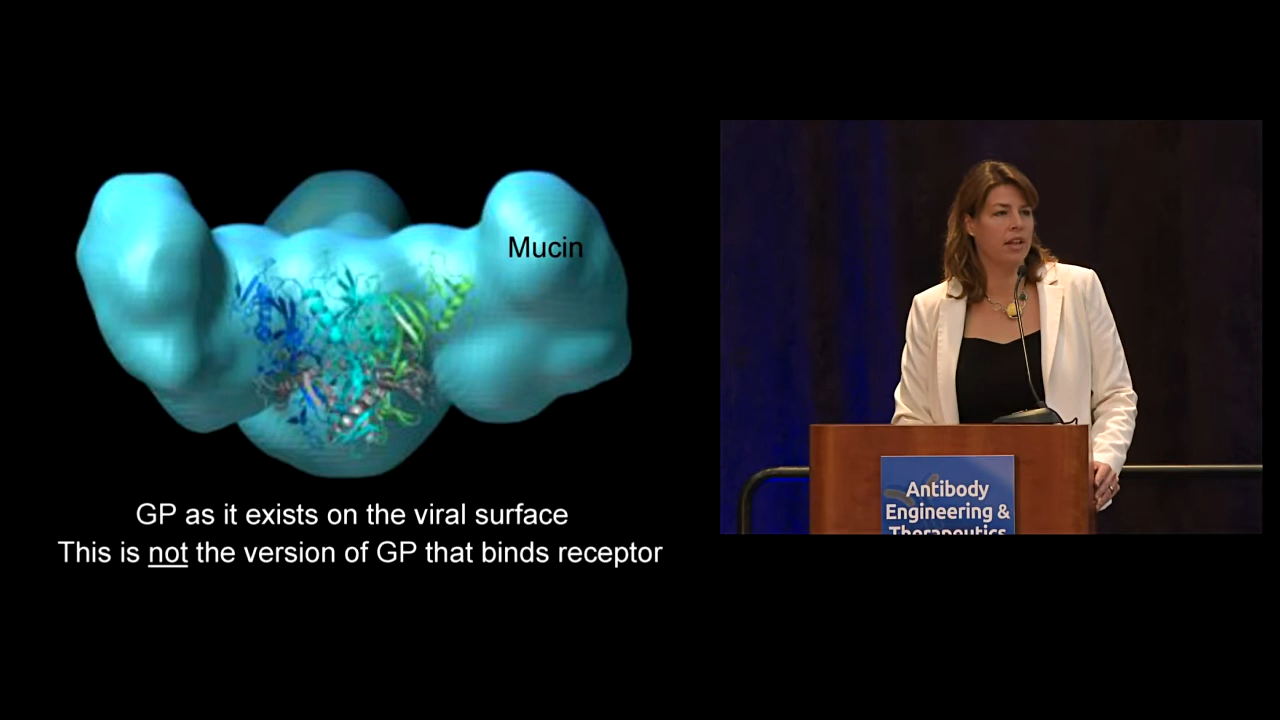 Mucin
GP as it exists on the viral surface
This is not the version of GP that binds receptor
Antibody
Engineering &
Therapeutics